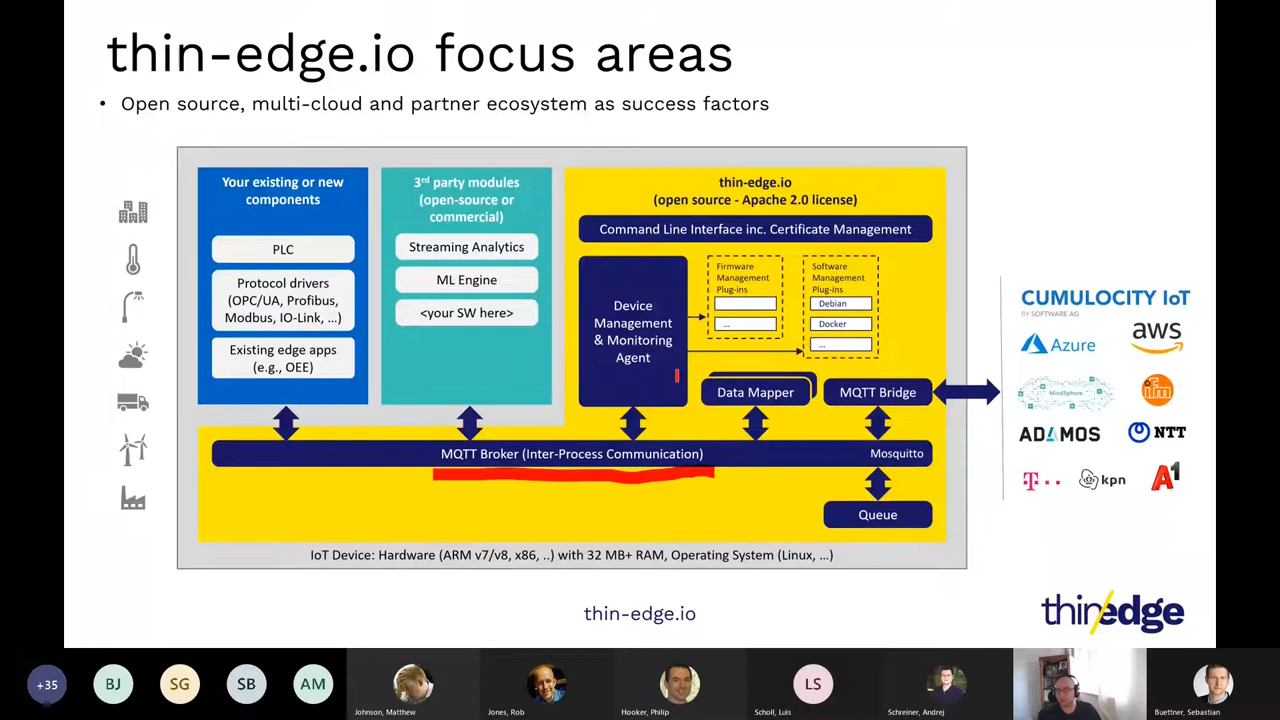 thin-edge.io focus areas
• Open source, multi-cloud and partner ecosystem as success factors
Your existing or new
components
PLC
Protocol drivers
(OPC/UA, Profibus,
Modbus, IO-Link, ...)
Existing edge apps
(e.g., OEE)
3rd party modules
(open-source or
commercial)
Streaming Analytics
ML Engine
<your SW here>
thin-edge.io
(open source - Apache 2.0 license)
Command Line Interface inc. Certificate Management
Device
Management
& Monitoring
Agent
Firmware
Management
Plug-ins
...
Software
Management
Plug-ins
Debian
Docker
...
Data Mapper
MQTT Bridge
MQTT Broker (Inter-Process Communication)
Mosquitto
Queue
IoT Device: Hardware (ARM v7/v8, x86, ..) with 32 MB+ RAM, Operating System (Linux, ...)
CUMULOCITY IoT
BY SOFTWARE AG
Azure
aws
MindSphere
ifm
ADAMOS
NTT
T
kpn
A1
thin-edge.io
thin/edge
+35
BJ
SG
SB
AM
Johnson, Matthew
Jones, Rob
Hooker, Philip
LS
Scholl, Luis
Schreiner, Andrej
Buettner, Sebastian